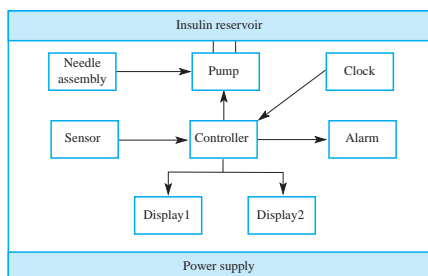 Insulin reservoir
Needle
assembly
Pump
Clock
Sensor
Controller
Alarm
Display1
Display2
Power supply